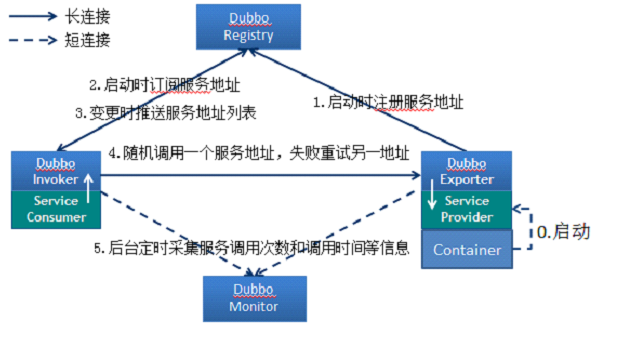 长连接
短连接
Dubbo
Registry
2.启动时订阅服务地址
3.变更时推送服务地址列表
1.启动时注册服务地址
4.随机调用一个服务地址，失败重试另一地址
Dubbo
Invoker
Service
Consumer
Dubbo
Exporter
Service
Provider
Container
0.启动
5.后台定时采集服务调用次数和调用时间等信息
Dubbo
Monitor